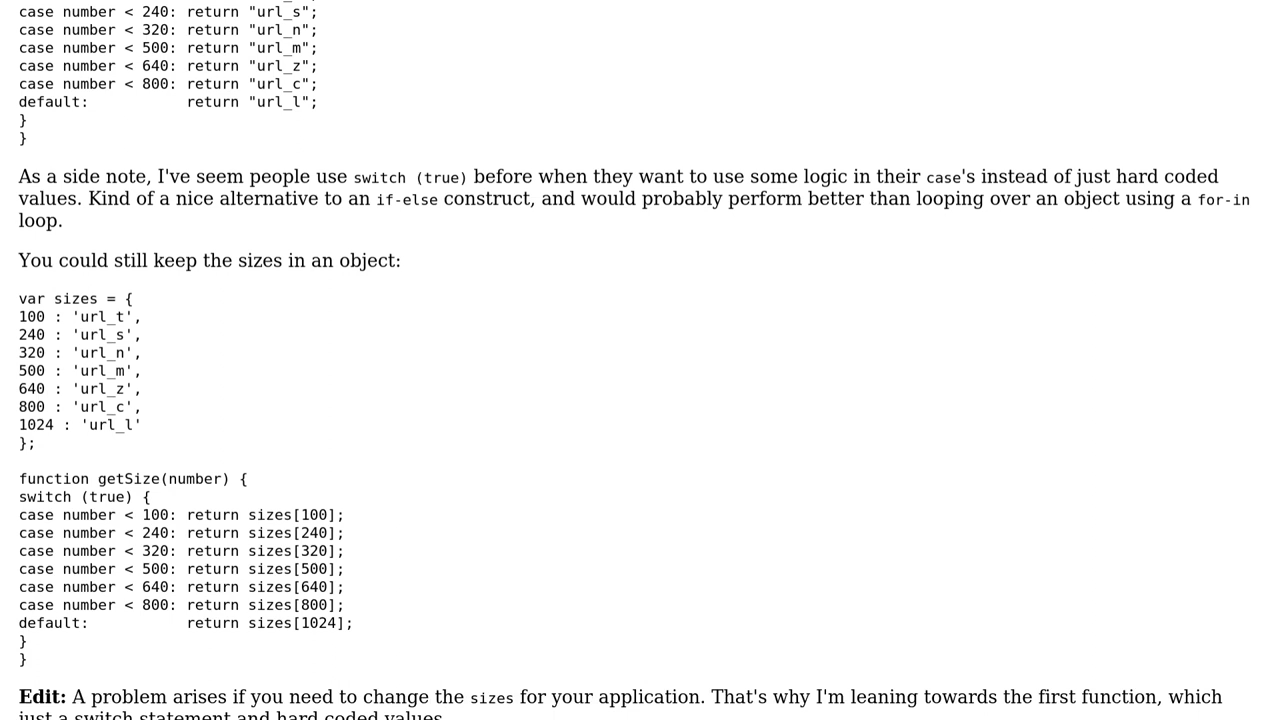 case number < 240: return "url_s";
case number < 320: return "url_n";
case number < 500: return "url_m";
case number < 640: return "url_z";
case number < 800: return "url_c";
default:           return "url_l";
}
}
As a side note, I've seem people use switch (true) before when they want to use some logic in their case's instead of just hard coded
values. Kind of a nice alternative to an if-else construct, and would probably perform better than looping over an object using a for-in
loop.
You could still keep the sizes in an object:
var sizes = {
100 : 'url_t',
240 : 'url_s',
320 : 'url_n',
500 : 'url_m',
640 : 'url_z',
800 : 'url_c',
1024 : 'url_l'
};
function getSize(number) {
switch (true) {
case number < 100: return sizes[100];
case number < 240: return sizes[240];
case number < 320: return sizes[320];
case number < 500: return sizes[500];
case number < 640: return sizes[640];
case number < 800: return sizes[800];
default:           return sizes[1024];
}
}
Edit: A problem arises if you need to change the sizes for your application. That's why I'm leaning towards the first function, which
just a switch statement and hard coded values.